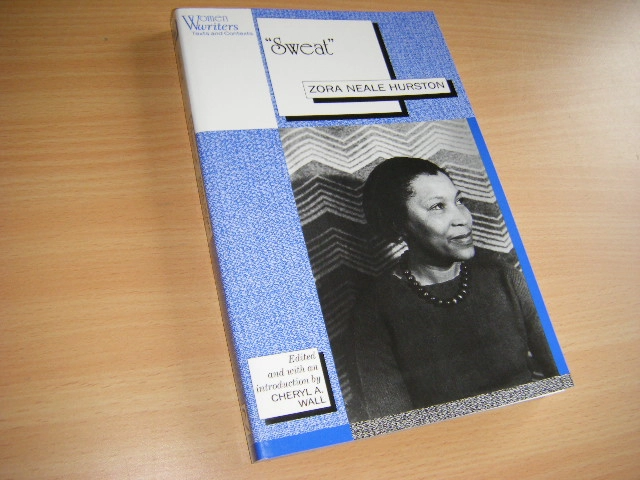 Women
Writers
Texts and Contexts
"Sweat"
ZORA NEALE HURSTON
Edited
and with an
introduction by
CHERYL A.
WALL